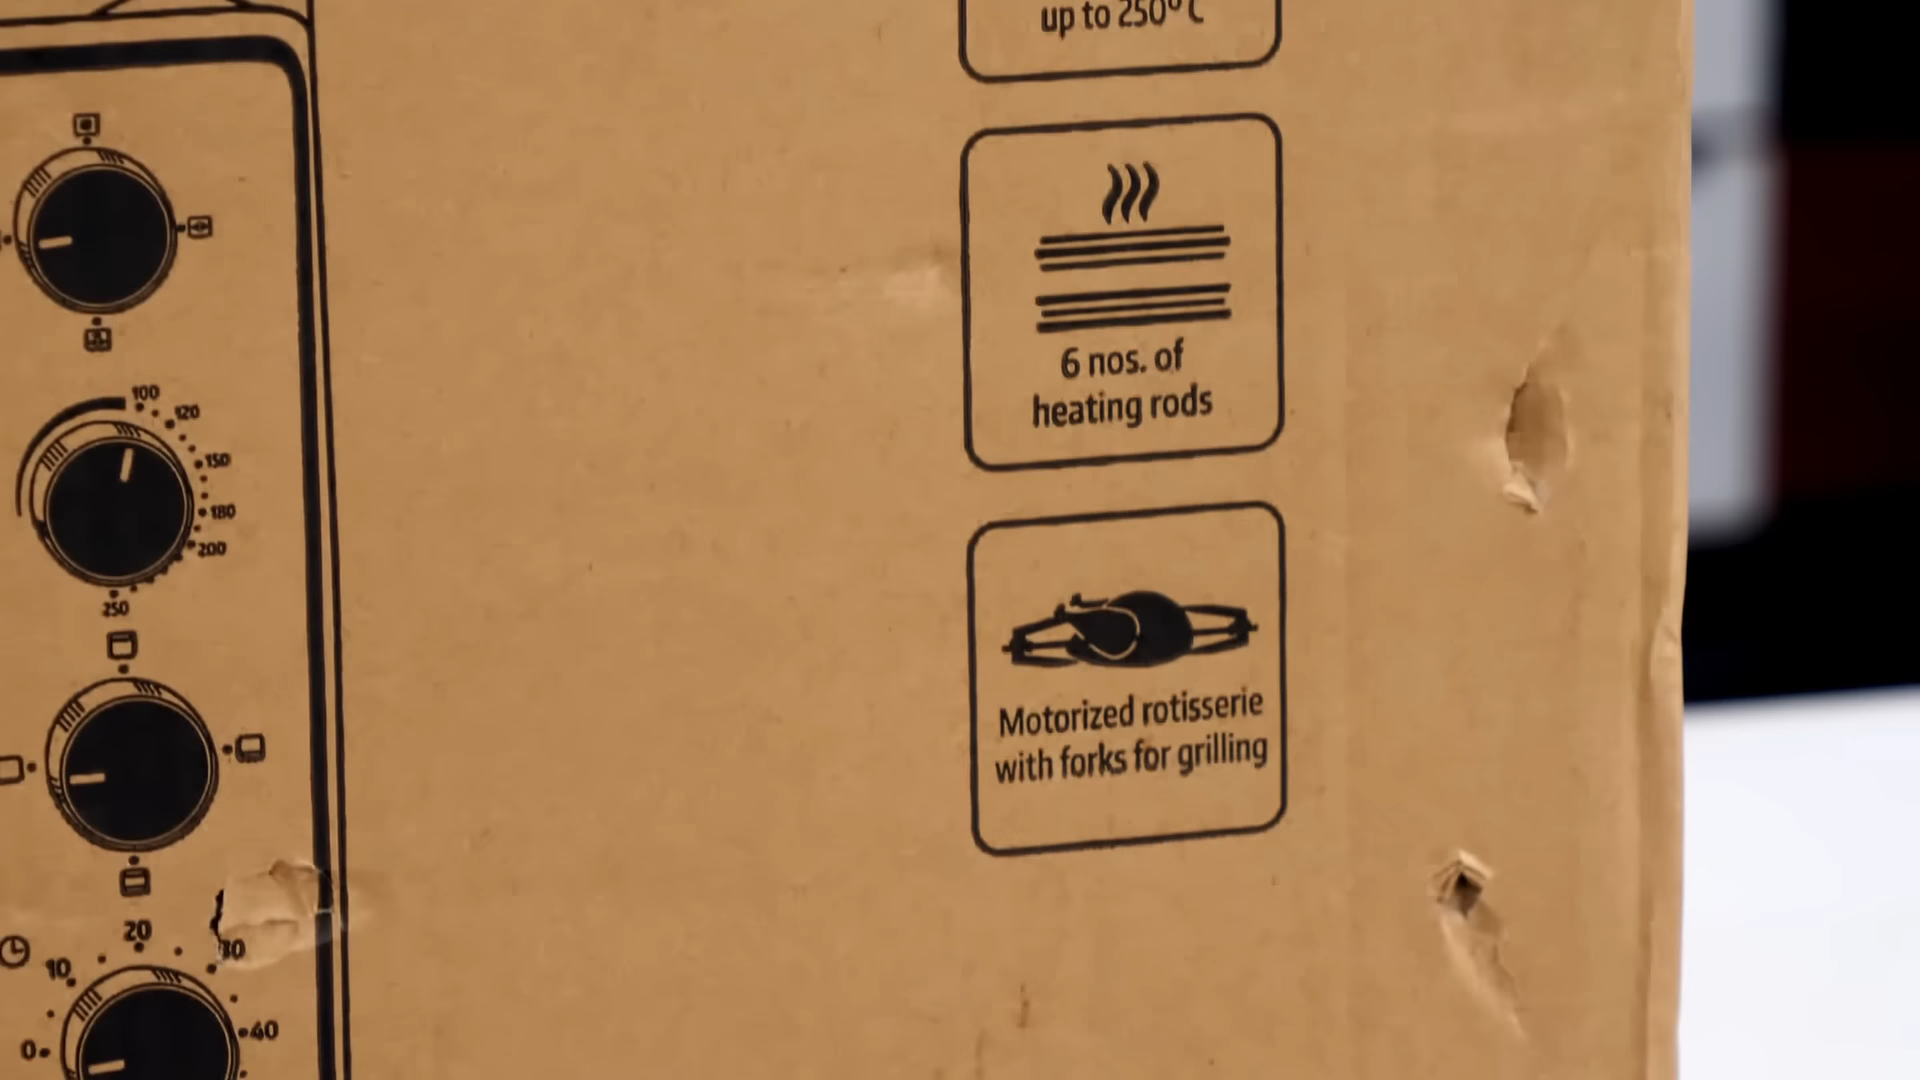 up to 250° C
6 nos. of
heating rods
Motorized rotisserie
with forks for grilling
100
120
150
180
200
250
20
30
10
40
0